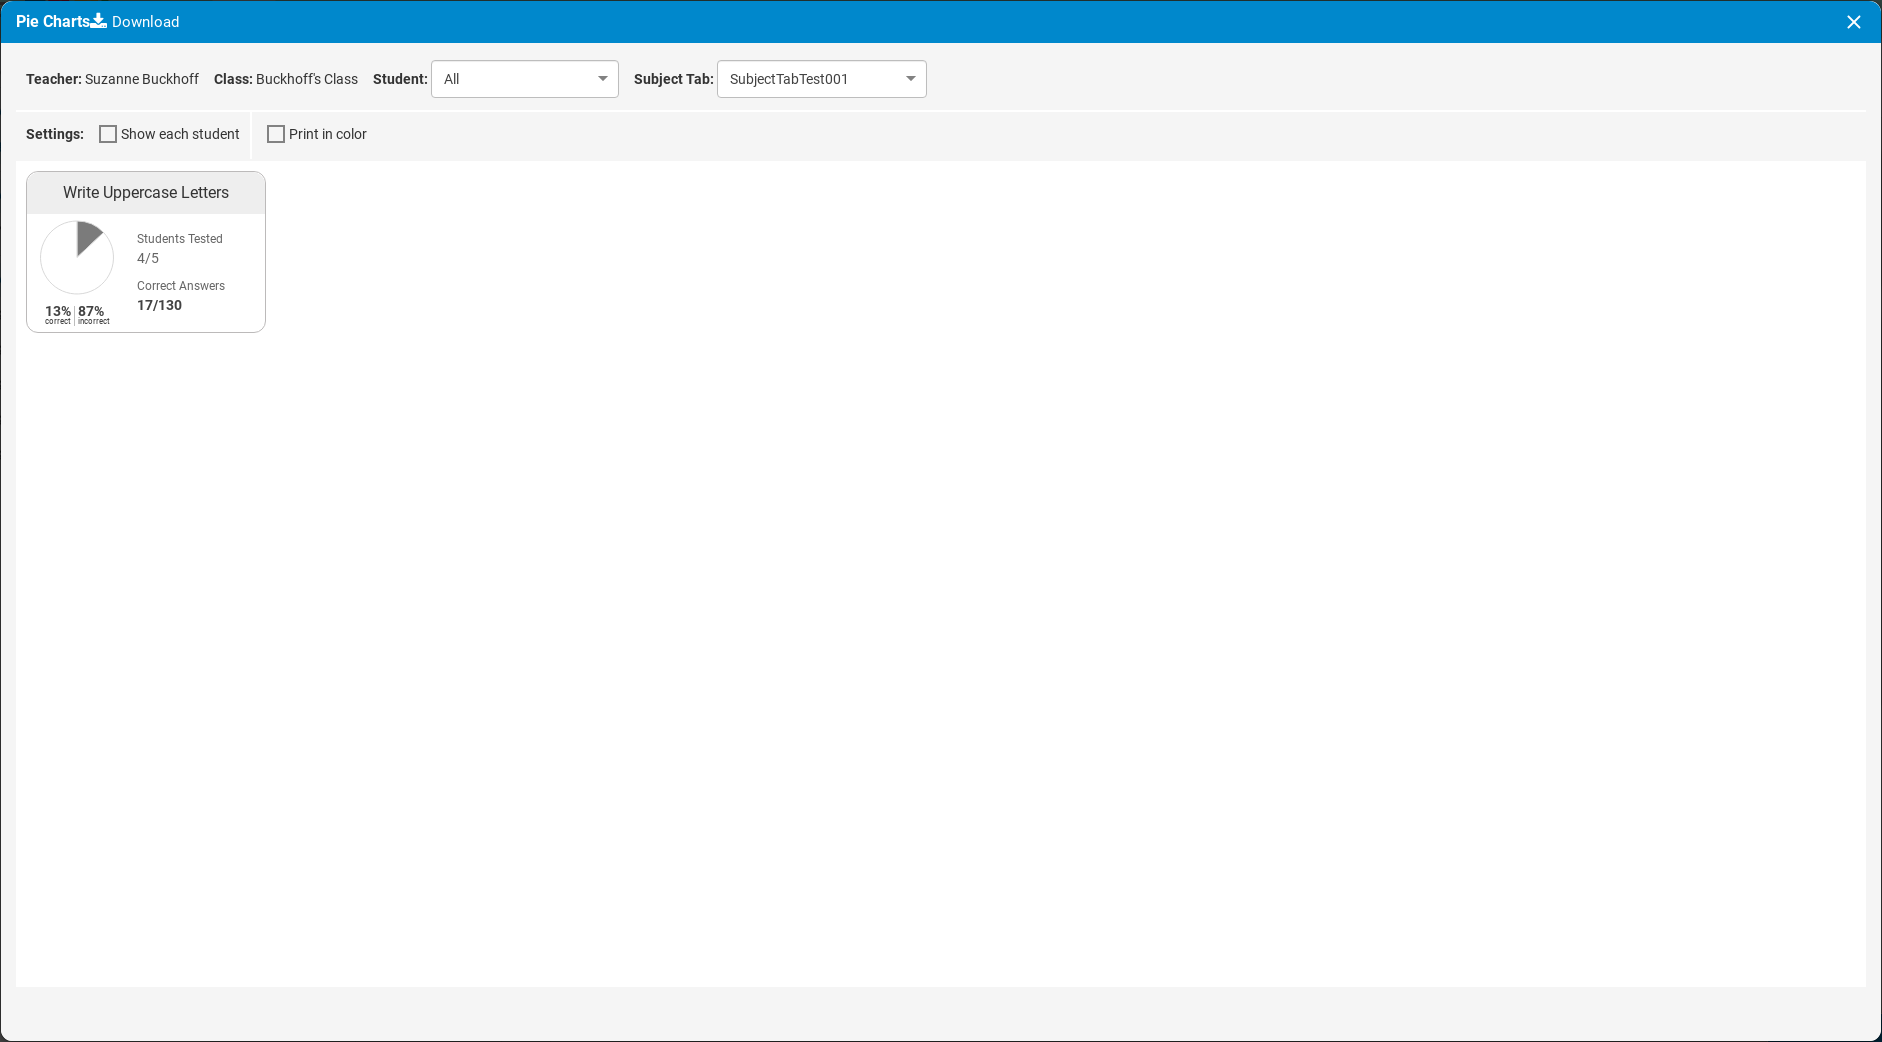 Pie Charts Download
Teacher: Suzanne Buckhoff Class: Buckhoff's Class Student: All Subject Tab: SubjectTabTest001
Settings: Show each student Print in color
Write Uppercase Letters
Students Tested
4/5
Correct Answers
17/130
13% 87%
correct incorrect